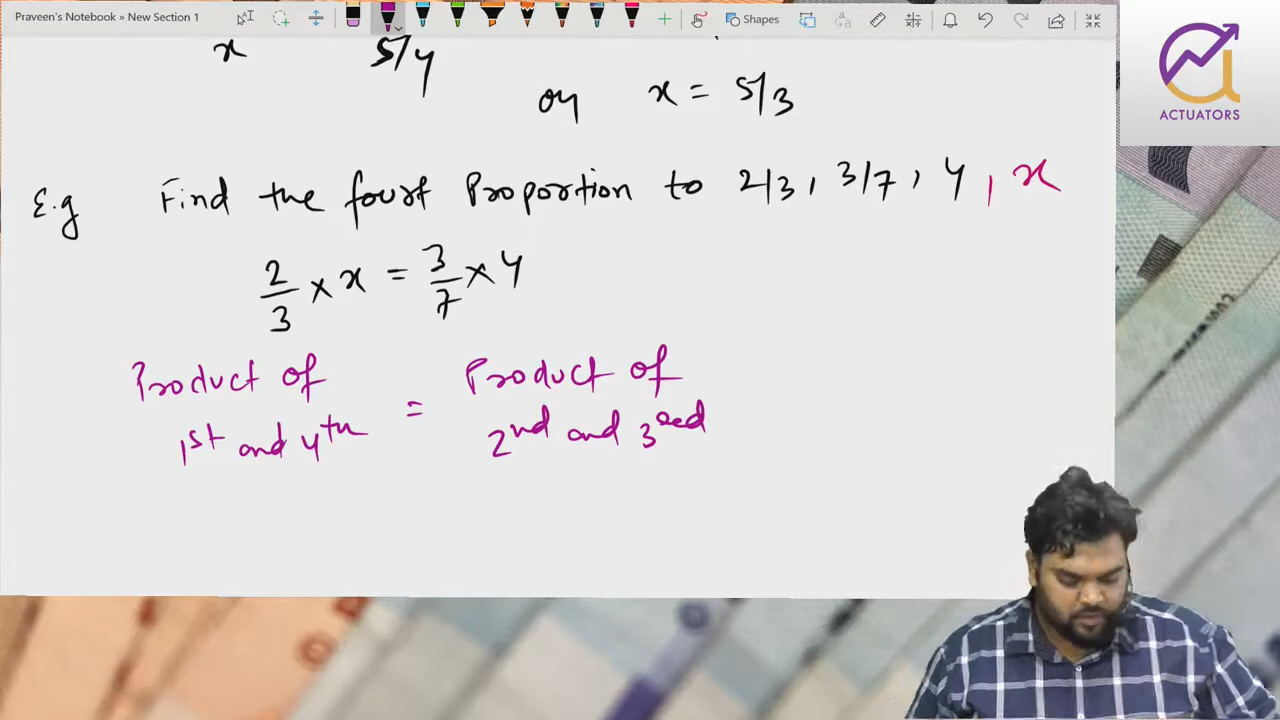 Praveen's Notebook » New Section 1
Shapes
ACTUATORS
x 5/4
or x = 5/3
E.g Find the fourt Proportion to 2/3, 3/7, 4, x
2/3 × x = 3/7 × 4
Product of = Product of
1st and 4th 2nd and 3red